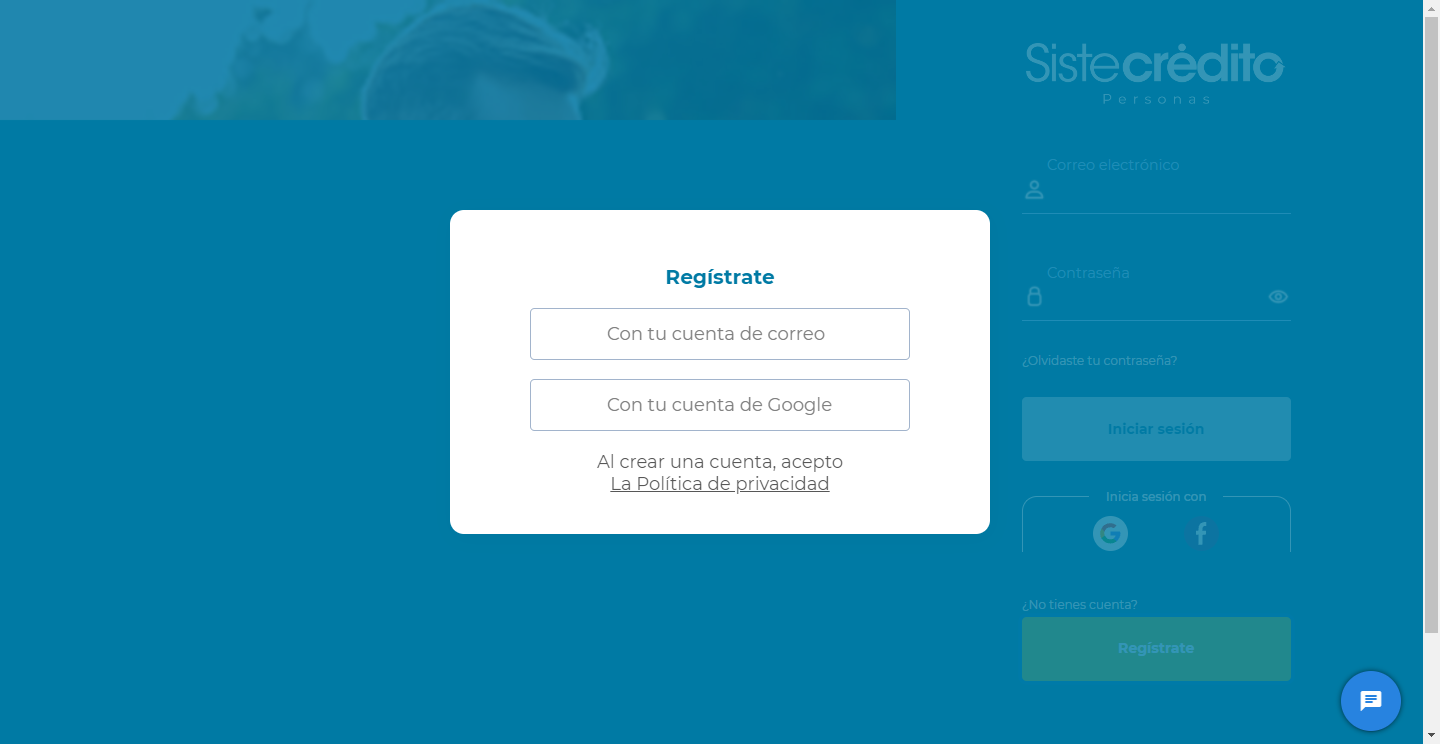 Sistecrédito
Personas
Correo electrónico
Contraseña
¿Olvidaste tu contraseña?
Iniciar sesión
Inicia sesión con
¿No tienes cuenta?
Regístrate
Regístrate
Con tu cuenta de correo
Con tu cuenta de Google
Al crear una cuenta, acepto
La Política de privacidad